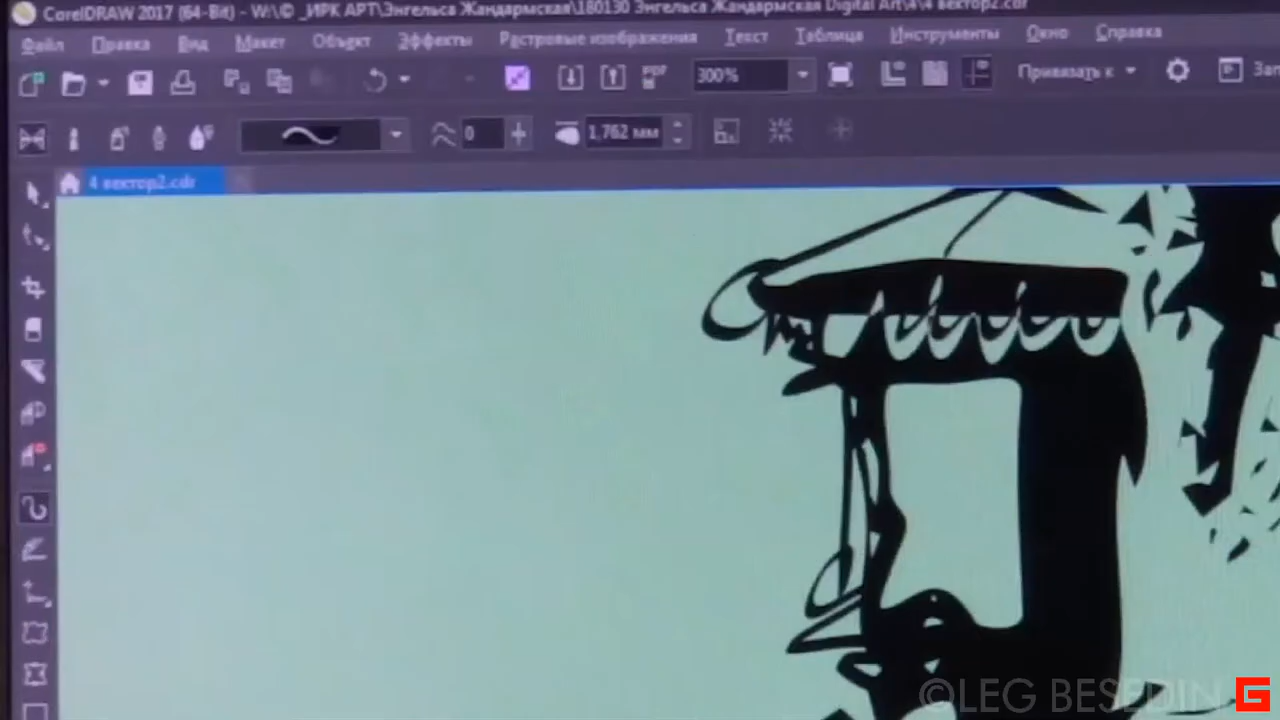 CorelDRAW 2017 (64-Bit) - W:\© _ИРК АРТ\Энгельса Жандармская\180130 Энгельса Жандармская Digital Art\4\4 вектор2.cdr
Файл Правка Вид Макет Объект Эффекты Растровые изображения Текст Таблица Инструменты Окно Справка
PDF 300% Привязать к
0 1,762 мм
4 вектор2.cdr
©LEG BESEDIN G